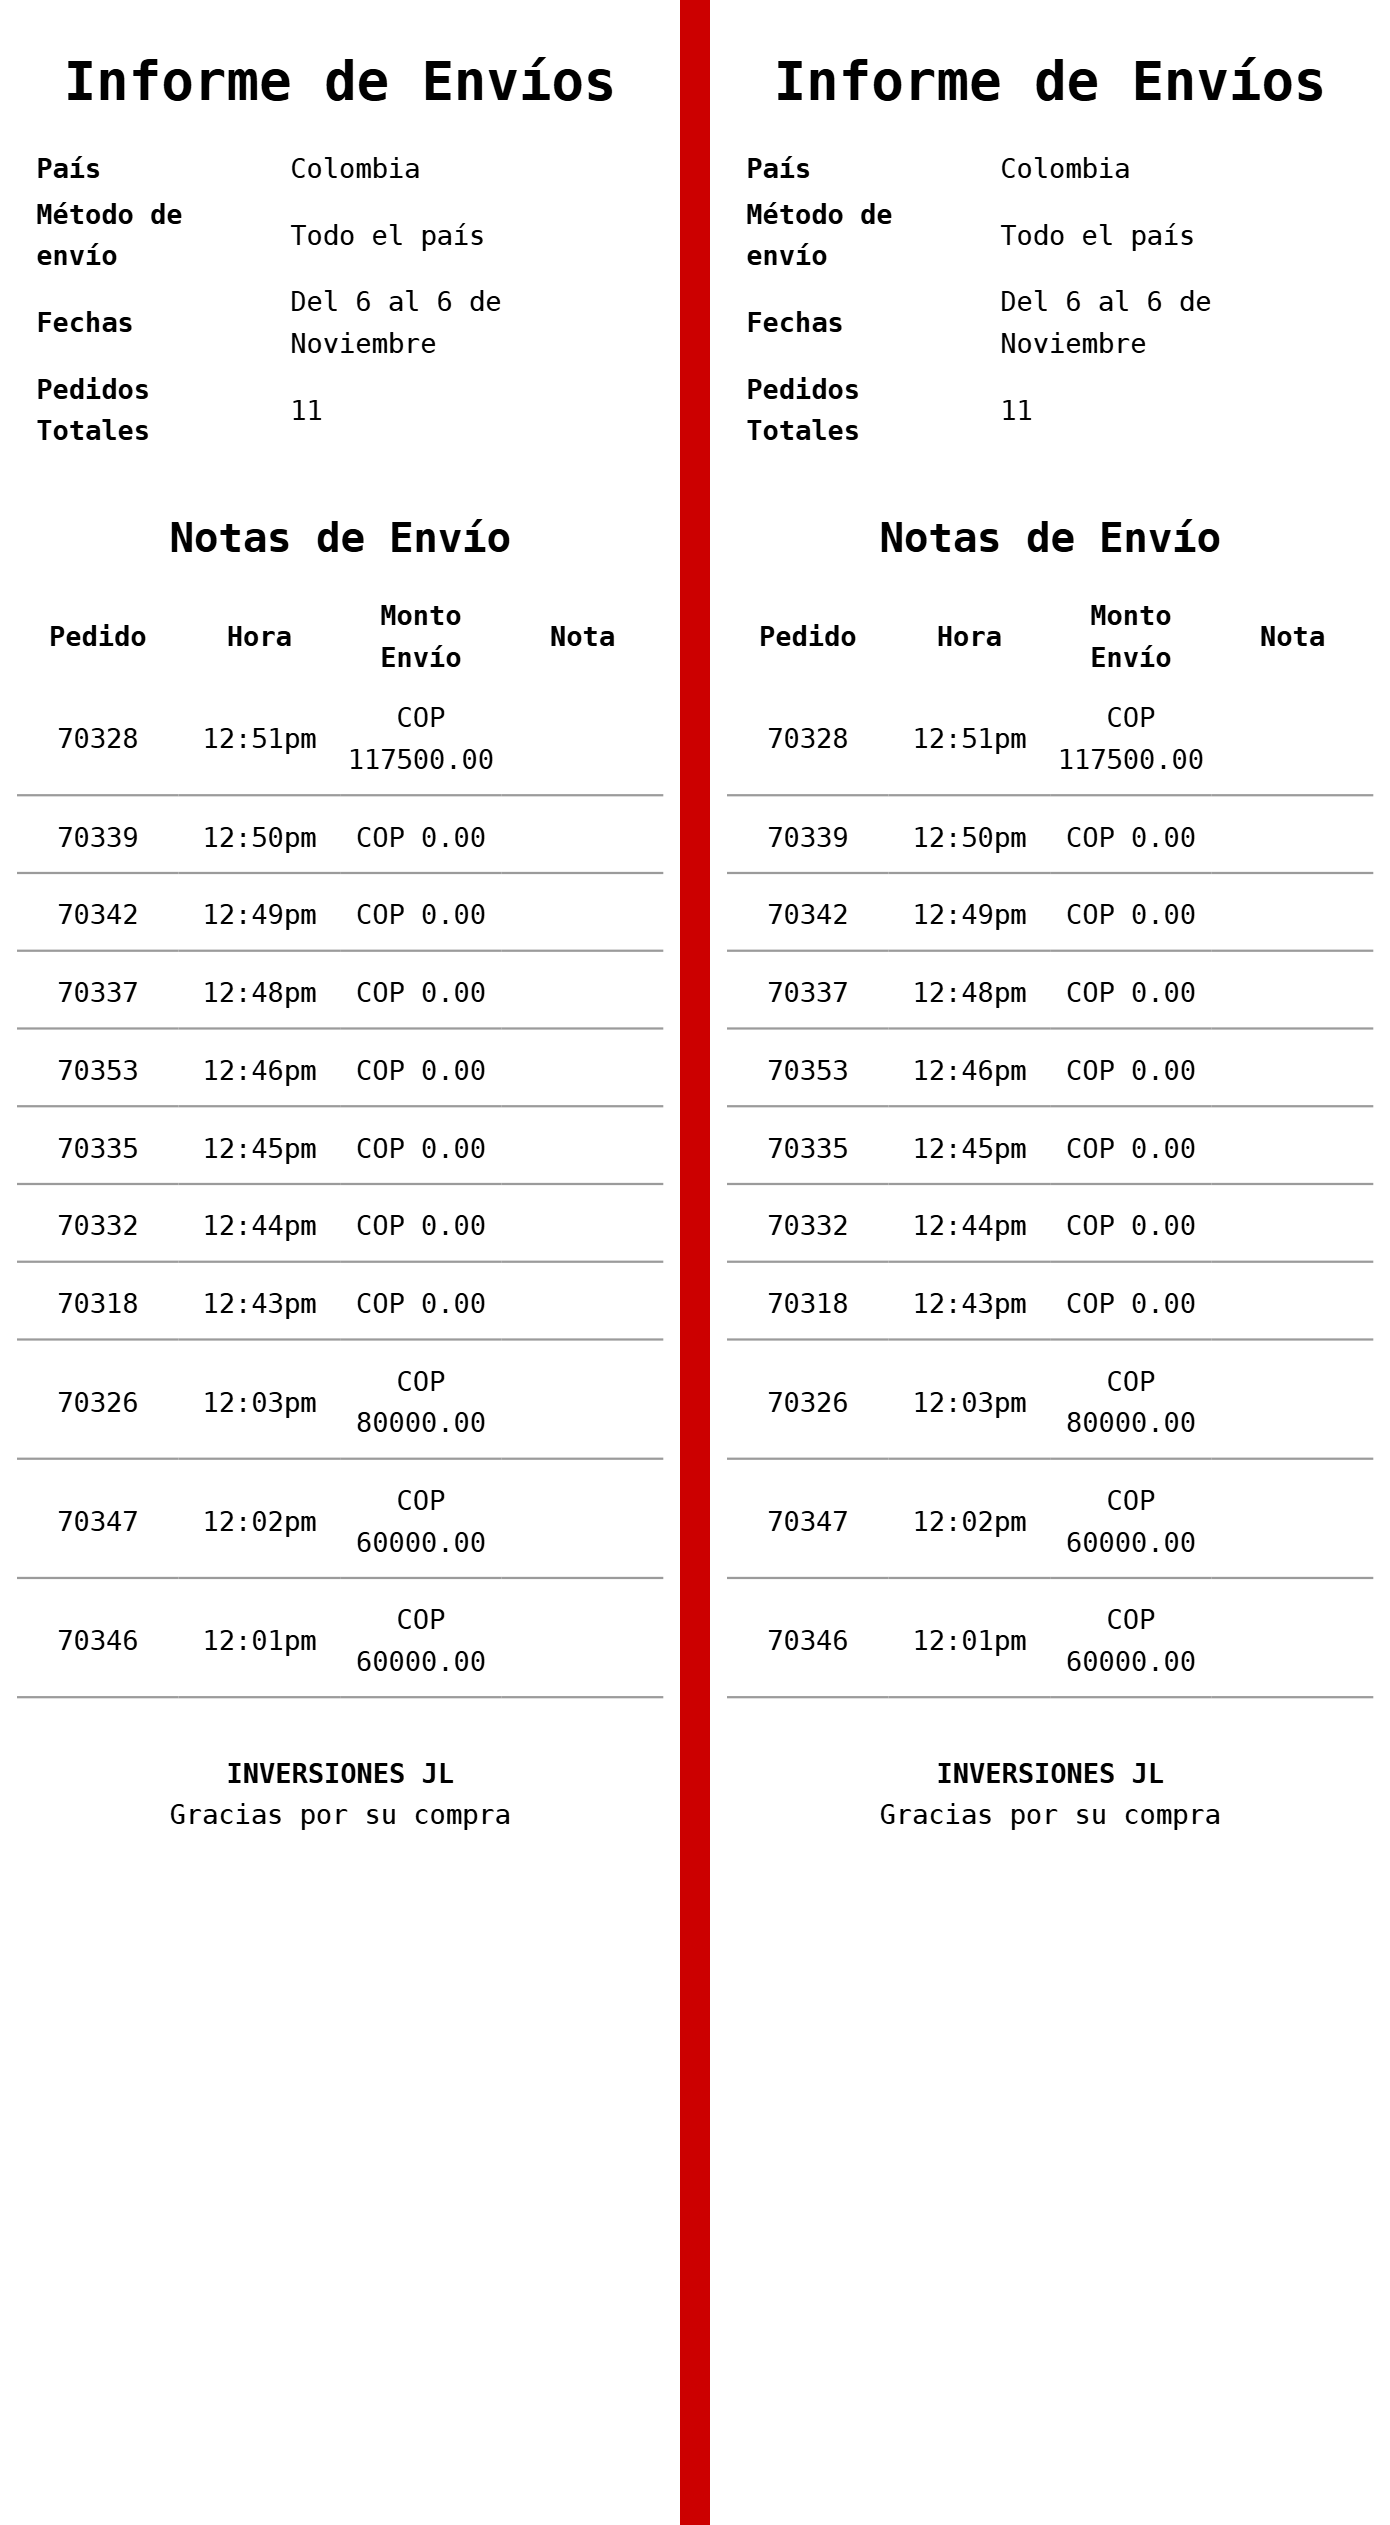 Informe de Envíos
País Colombia
Método de
envío
Todo el país
Fechas
Del 6 al 6 de
Noviembre
Pedidos
Totales
11
Notas de Envío
Pedido Hora Monto
Envío Nota
70328 12:51pm COP
117500.00
70339 12:50pm COP 0.00
70342 12:49pm COP 0.00
70337 12:48pm COP 0.00
70353 12:46pm COP 0.00
70335 12:45pm COP 0.00
70332 12:44pm COP 0.00
70318 12:43pm COP 0.00
70326 12:03pm COP
80000.00
70347 12:02pm COP
60000.00
70346 12:01pm COP
60000.00
INVERSIONES JL
Gracias por su compra
Informe de Envíos
País Colombia
Método de
envío
Todo el país
Fechas
Del 6 al 6 de
Noviembre
Pedidos
Totales
11
Notas de Envío
Pedido Hora Monto
Envío Nota
70328 12:51pm COP
117500.00
70339 12:50pm COP 0.00
70342 12:49pm COP 0.00
70337 12:48pm COP 0.00
70353 12:46pm COP 0.00
70335 12:45pm COP 0.00
70332 12:44pm COP 0.00
70318 12:43pm COP 0.00
70326 12:03pm COP
80000.00
70347 12:02pm COP
60000.00
70346 12:01pm COP
60000.00
INVERSIONES JL
Gracias por su compra